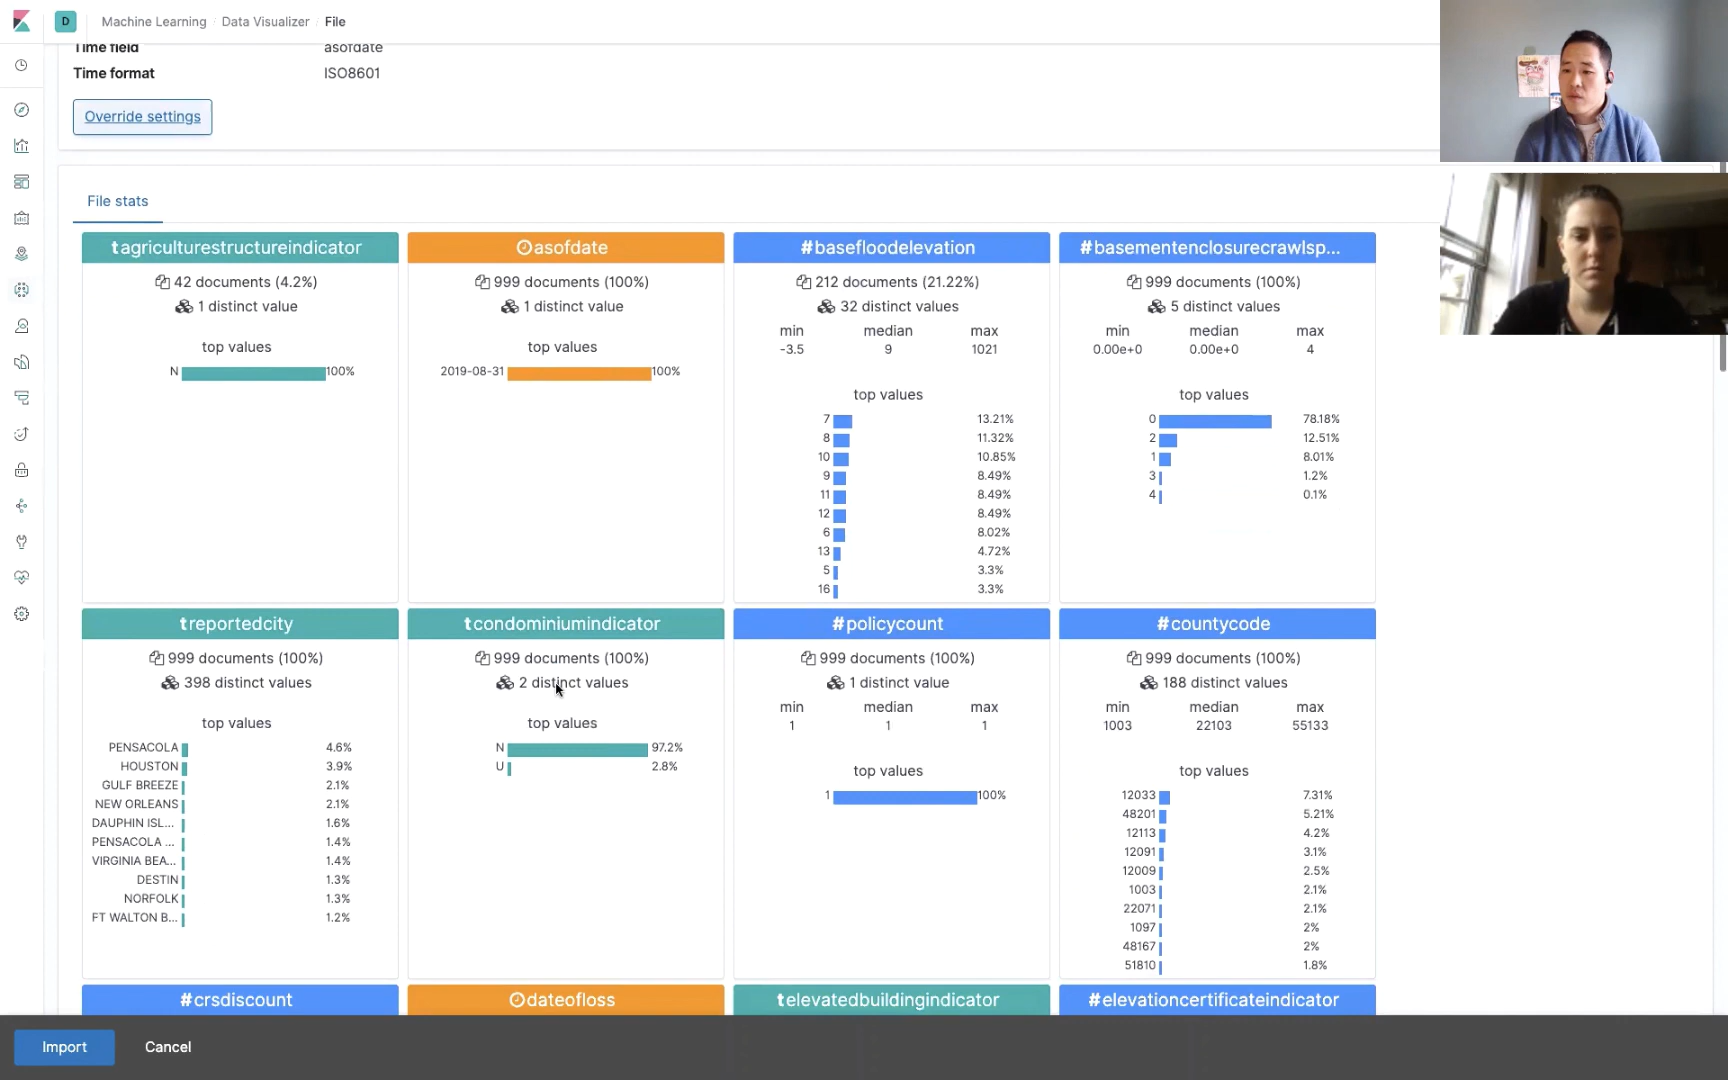 D Machine Learning / Data Visualizer / File
Time field asofdate
Time format ISO8601
Override settings
File stats
t agriculturestructureindicator
42 documents (4.2%)
1 distinct value
top values
N 100%
asofdate
999 documents (100%)
1 distinct value
top values
2019-08-31 100%
#basefloodelevation
212 documents (21.22%)
32 distinct values
min median max
-3.5 9 1021
top values
7 13.21%
8 11.32%
10 10.85%
9 8.49%
11 8.49%
12 8.49%
6 8.02%
13 4.72%
5 3.3%
16 3.3%
#basementenclosurecrawlsp...
999 documents (100%)
5 distinct values
min median max
0.00e+0 0.00e+0 4
top values
0 78.18%
2 12.51%
1 8.01%
3 1.2%
4 0.1%
t reportedcity
999 documents (100%)
398 distinct values
top values
PENSACOLA 4.6%
HOUSTON 3.9%
GULF BREEZE 2.1%
NEW ORLEANS 2.1%
DAUPHIN ISL... 1.6%
PENSACOLA ... 1.4%
VIRGINIA BEA... 1.4%
DESTIN 1.3%
NORFOLK 1.3%
FT WALTON B... 1.2%
t condominiumindicator
999 documents (100%)
2 distinct values
top values
N 97.2%
U 2.8%
#policycount
999 documents (100%)
1 distinct value
min median max
1 1 1
top values
1 100%
#countycode
999 documents (100%)
188 distinct values
min median max
1003 22103 55133
top values
12033 7.31%
48201 5.21%
12113 4.2%
12091 3.1%
12009 2.5%
1003 2.1%
22071 2.1%
1097 2%
48167 2%
51810 1.8%
#crsdiscount
dateofloss
t elevatedbuildingindicator
#elevationcertificateindicator
Import Cancel